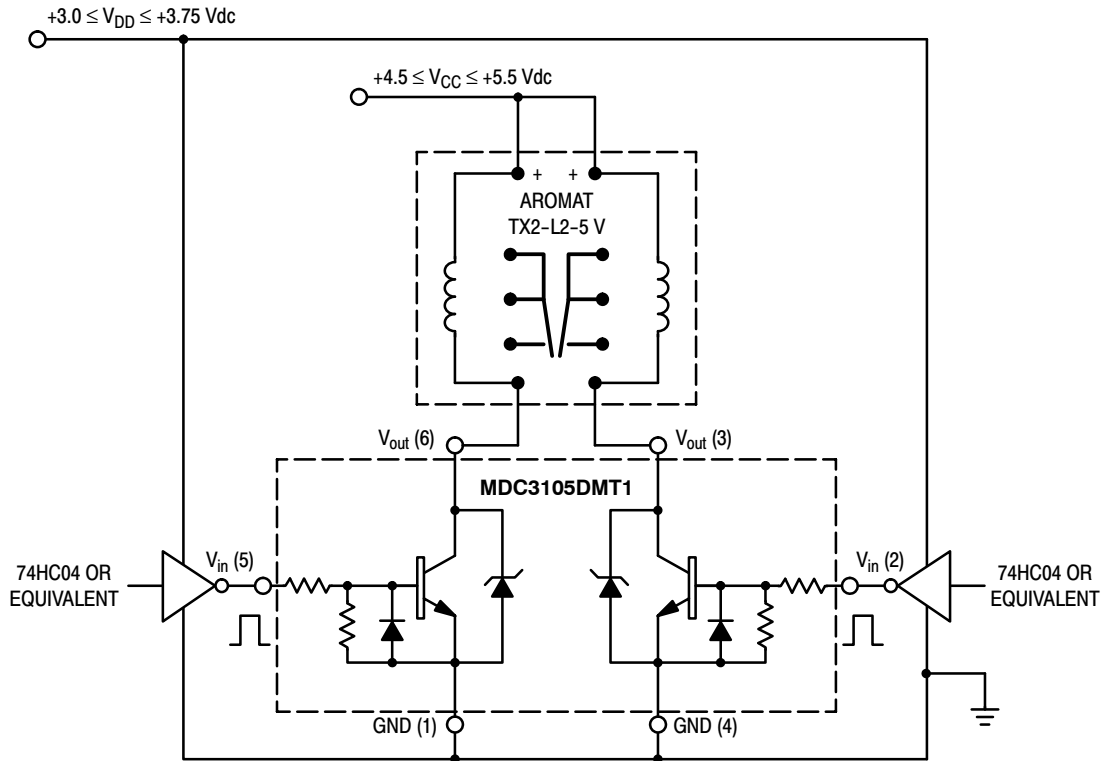 +3.0 ≤ VDD ≤ +3.75 Vdc
+4.5 ≤ VCC ≤ +5.5 Vdc
+ +
AROMAT
TX2-L2-5 V
Vout (6)
Vout (3)
MDC3105DMT1
74HC04 OR
EQUIVALENT
Vin (5)
Vin (2)
74HC04 OR
EQUIVALENT
GND (1)
GND (4)